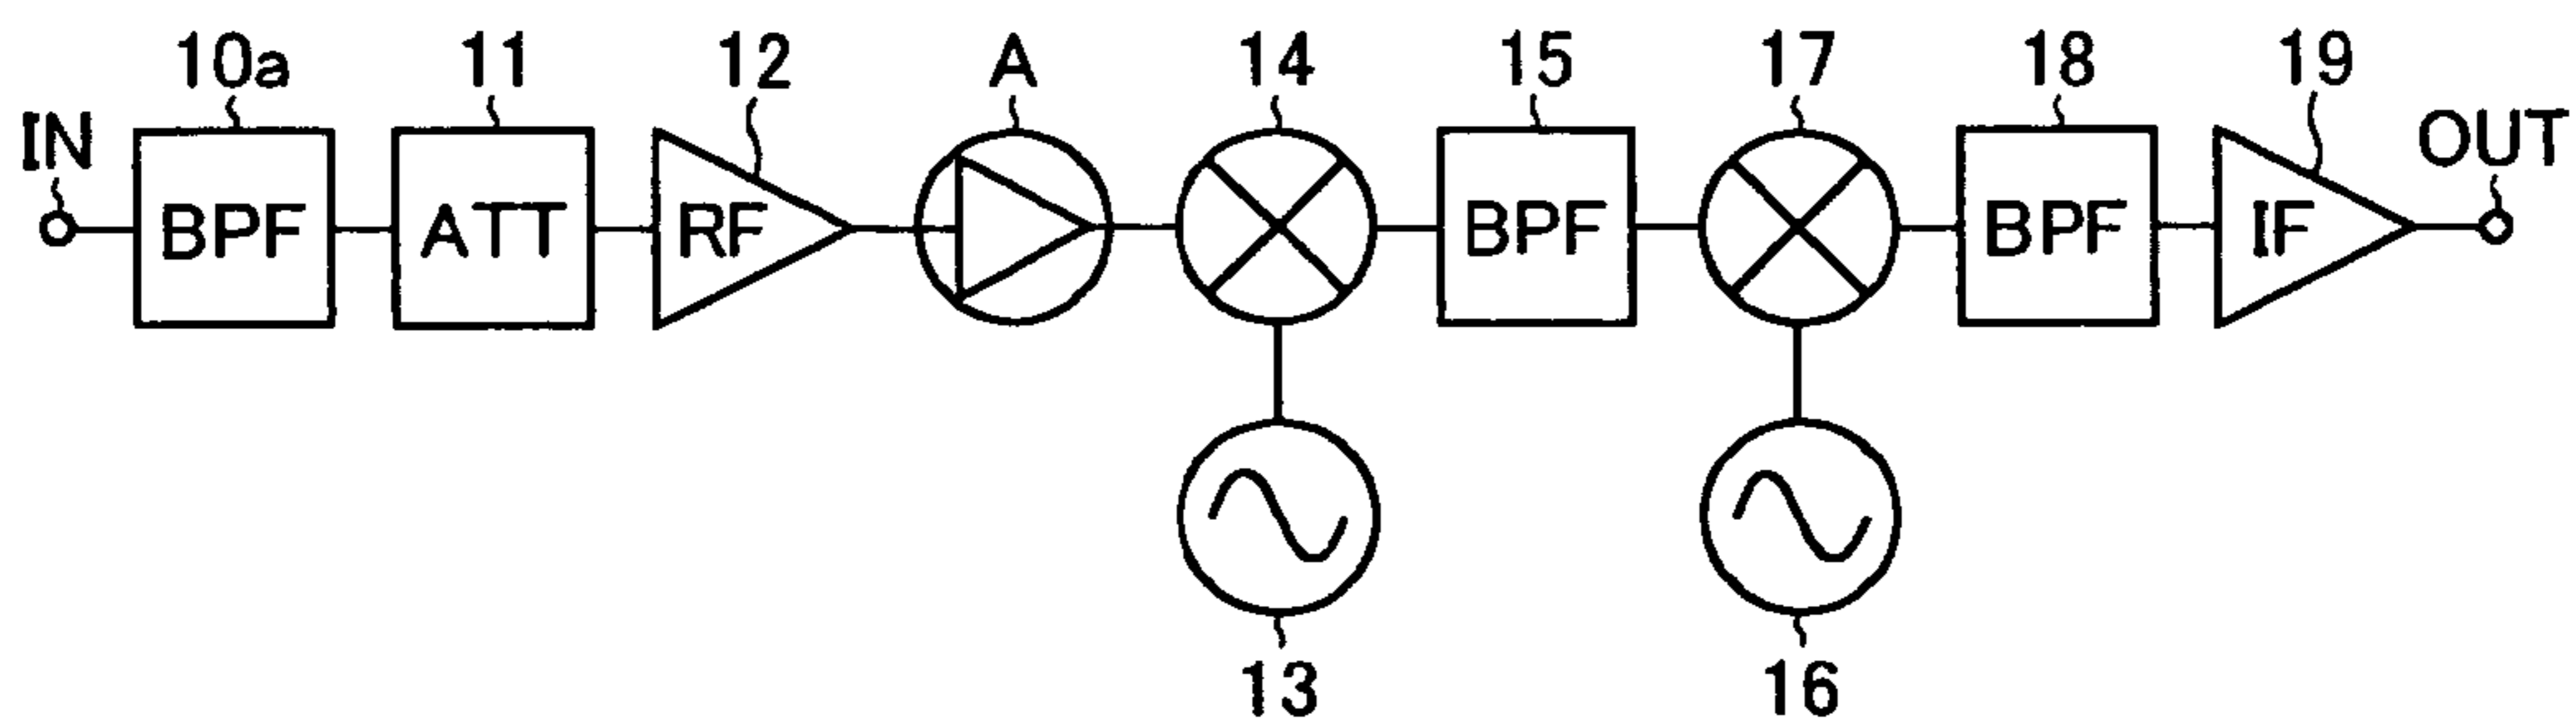 10a 11 12 A 14 15 17 18 19
IN OUT
BPF ATT RF BPF BPF IF
13 16